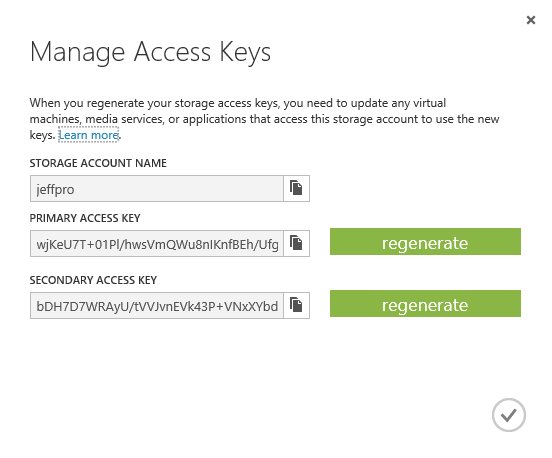 Manage Access Keys
When you regenerate your storage access keys, you need to update any virtual
machines, media services, or applications that access this storage account to use the new
keys. Learn more.
STORAGE ACCOUNT NAME
jeffpro
PRIMARY ACCESS KEY
wjKeU7T+01Pl/hwsVmQWu8nIKnfBEh/Ufg
regenerate
SECONDARY ACCESS KEY
bDH7D7WRAyU/tVVJvnEVk43P+VNxXYbd
regenerate